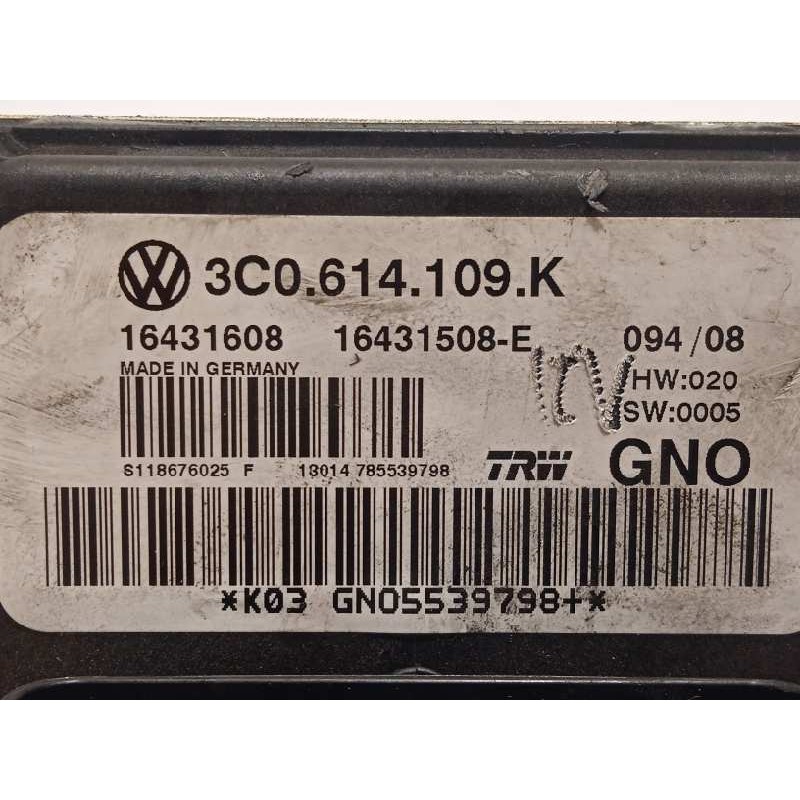 3C0.614.109.K
16431608 16431508-E 094/08
MADE IN GERMANY HW:020
SW:0005
S118676025 F 13014 785539798 TRW GNO
*K03 GNO5539798+*